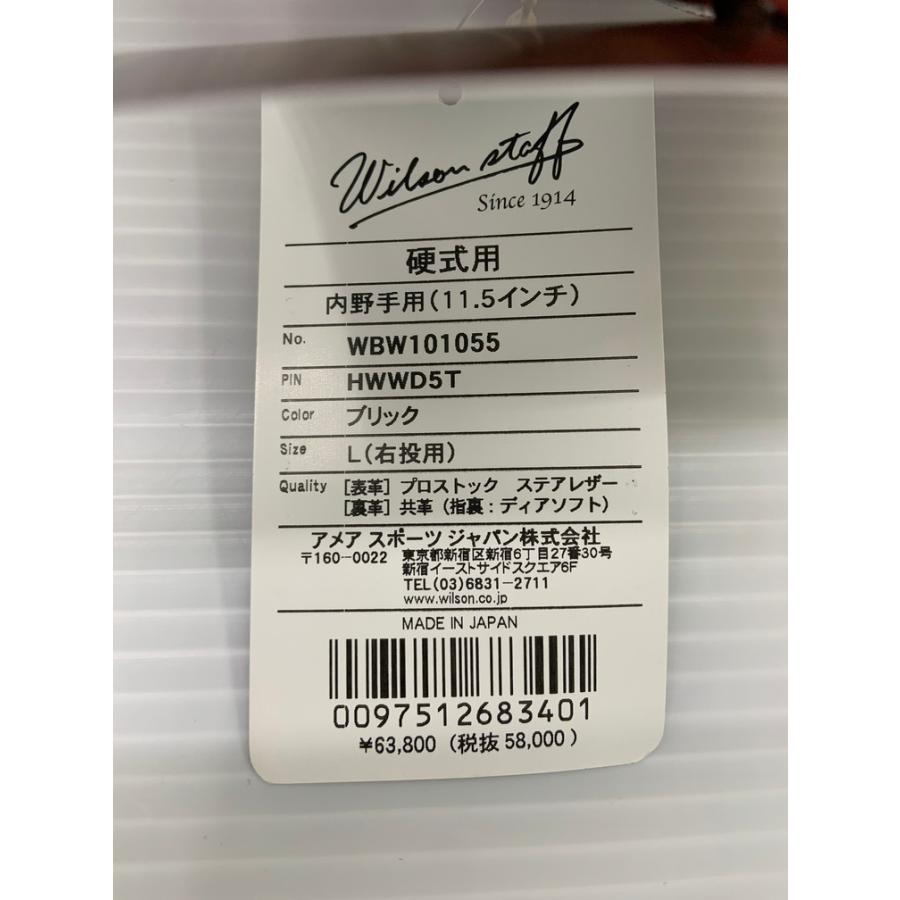 Wilson staff
Since 1914
硬式用
内野手用(11.5インチ)
No. WBW101055
PIN HWWD5T
Color ブリック
Size L(右投用)
Quality [表革] プロストック ステアレザー
[裏革] 共革 (指裏：ディアソフト)
アメア スポーツ ジャパン株式会社
〒160-0022 東京都新宿区新宿6丁目27番30号
新宿イーストサイドスクエア6F
TEL(03)6831-2711
www.wilson.co.jp
MADE IN JAPAN
0097512683401
¥63,800 (税抜 58,000)